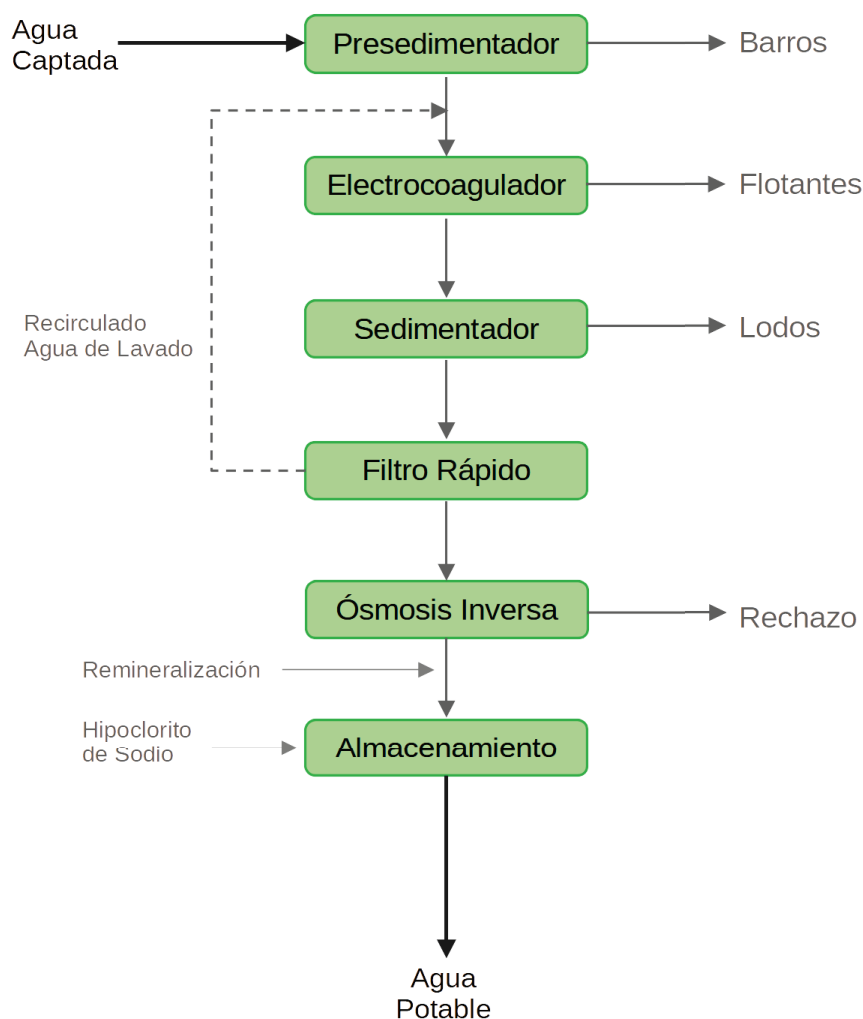 Agua
Captada
Presedimentador
Barros
Electrocoagulador
Flotantes
Sedimentador
Lodos
Recirculado
Agua de Lavado
Filtro Rápido
Ósmosis Inversa
Rechazo
Remineralización
Hipoclorito
de Sodio
Almacenamiento
Agua
Potable